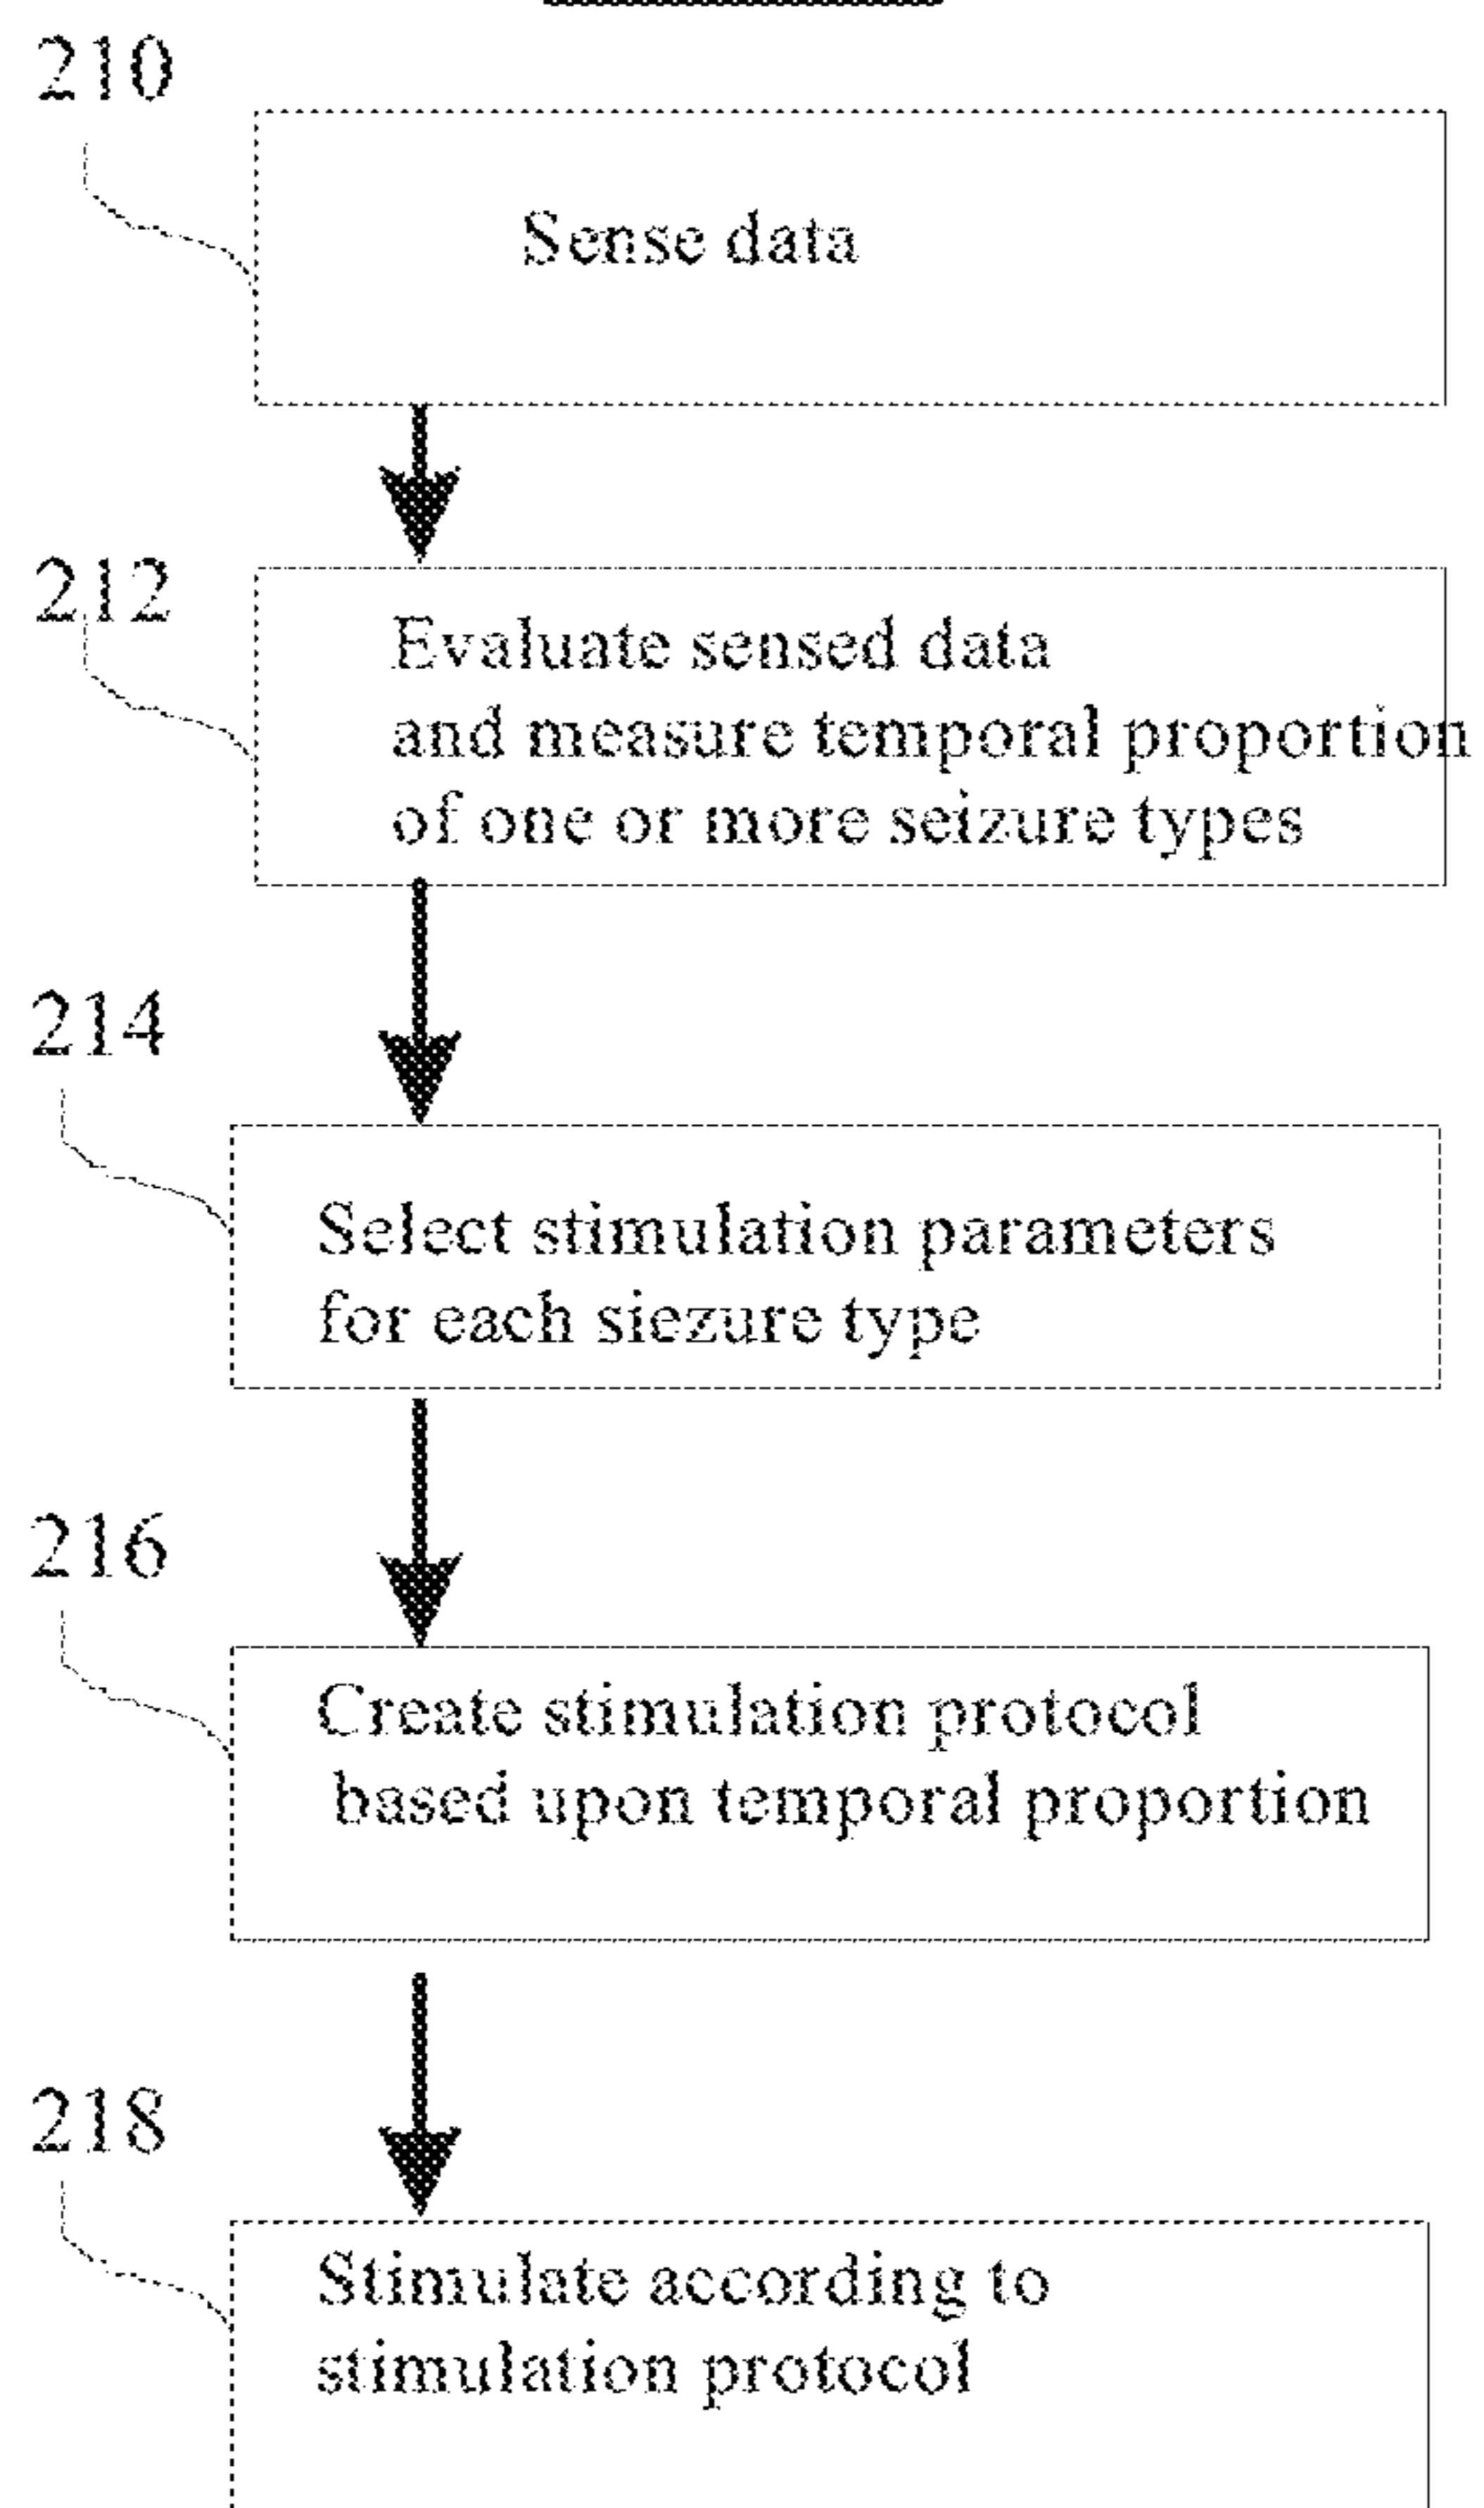 210
Sense data
212
Evaluate sensed data
and measure temporal proportion
of one or more seizure types
214
Select stimulation parameters
for each siezure type
216
Create stimulation protocol
based upon temporal proportion
218
Stimulate according to
stimulation protocol